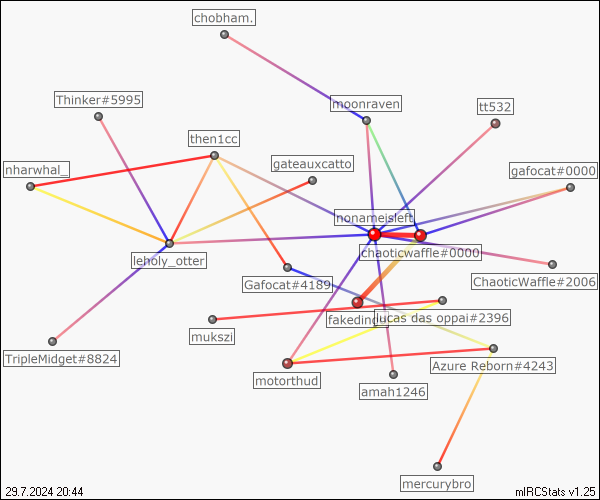 chobham.
Thinker#5995
moonraven
tt532
then1cc
gateauxcatto
nharwhal_
gafocat#0000
nonameisleft
chaoticwaffle#0000
leholy_otter
Gafocat#4189
ChaoticWaffle#2006
fakeding
lucas das oppai#2396
mukszi
TripleMidget#8824
Azure Reborn#4243
motorthud
amah1246
mercurybro
29.7.2024 20:44
mIRCStats v1.25